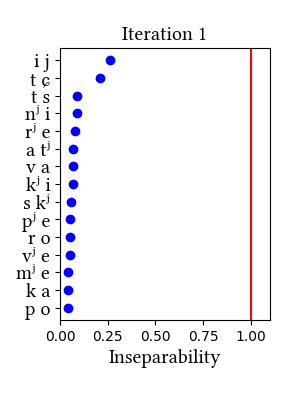 Iteration 1
i j
t ç
t š
nʲ i
rʲ e
a tʲ
v a
kʲ i
s kʲ
pʲ e
r o
vʲ e
mʲ e
k a
p o
0.00 0.25 0.50 0.75 1.00
Inseparability